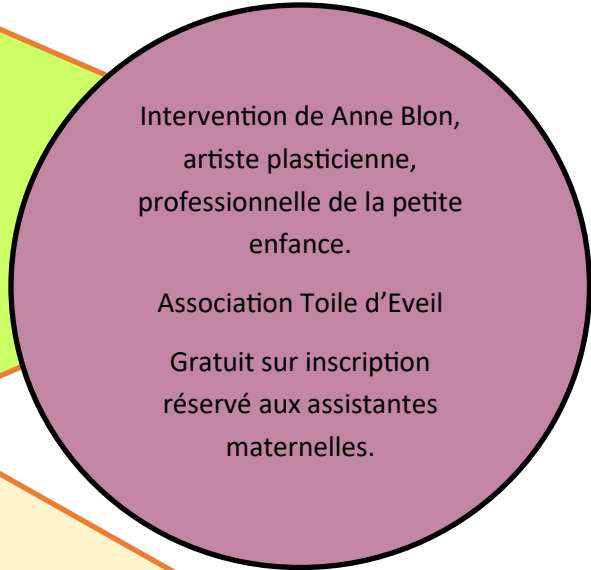 Intervention de Anne Blon,
artiste plasticienne,
professionnelle de la petite
enfance.
Association Toile d’Eveil
Gratuit sur inscription
réservé aux assistantes
maternelles.